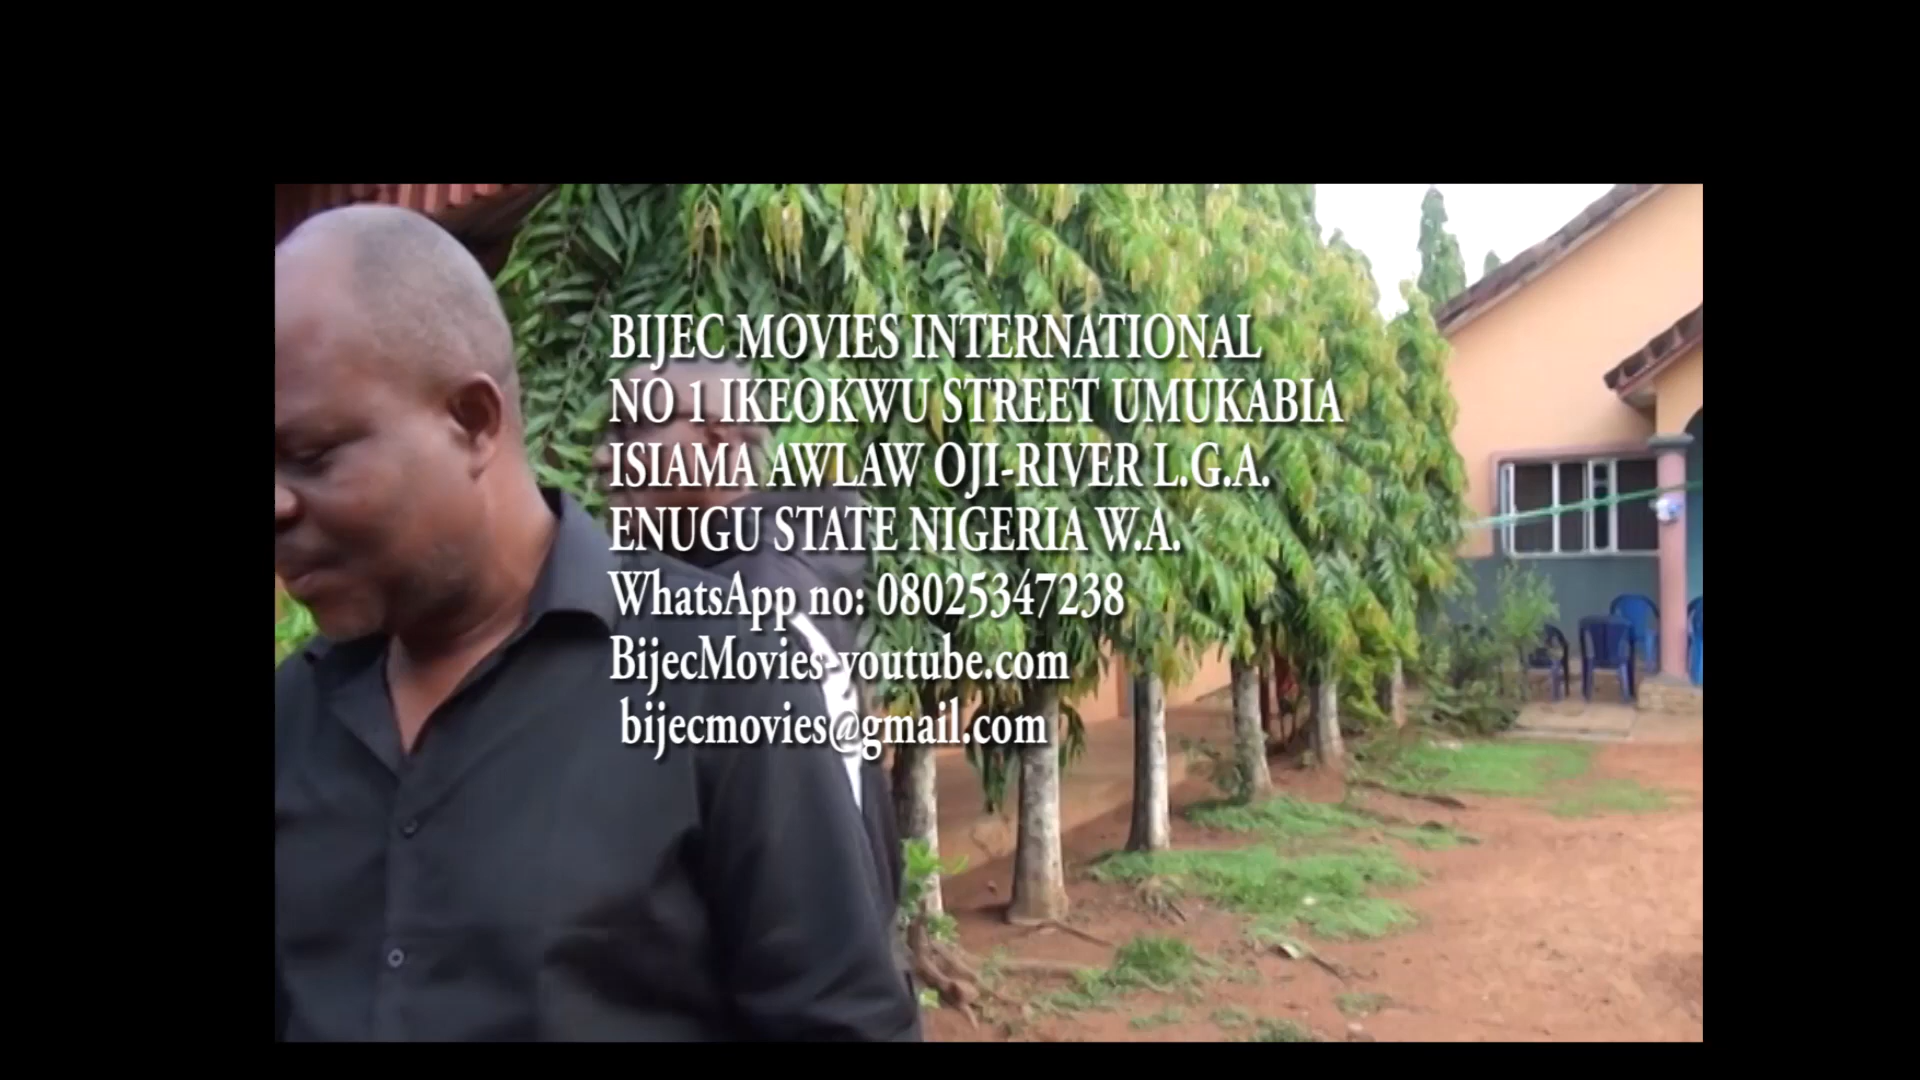 BIJEC MOVIES INTERNATIONAL
NO 1 IKEOKWU STREET UMUKABIA
ISIAMA AWLAW OJI-RIVER L.G.A.
ENUGU STATE NIGERIA W.A.
WhatsApp no: 08025347238
BijecMovies-youtube.com
bijecmovies@gmail.com